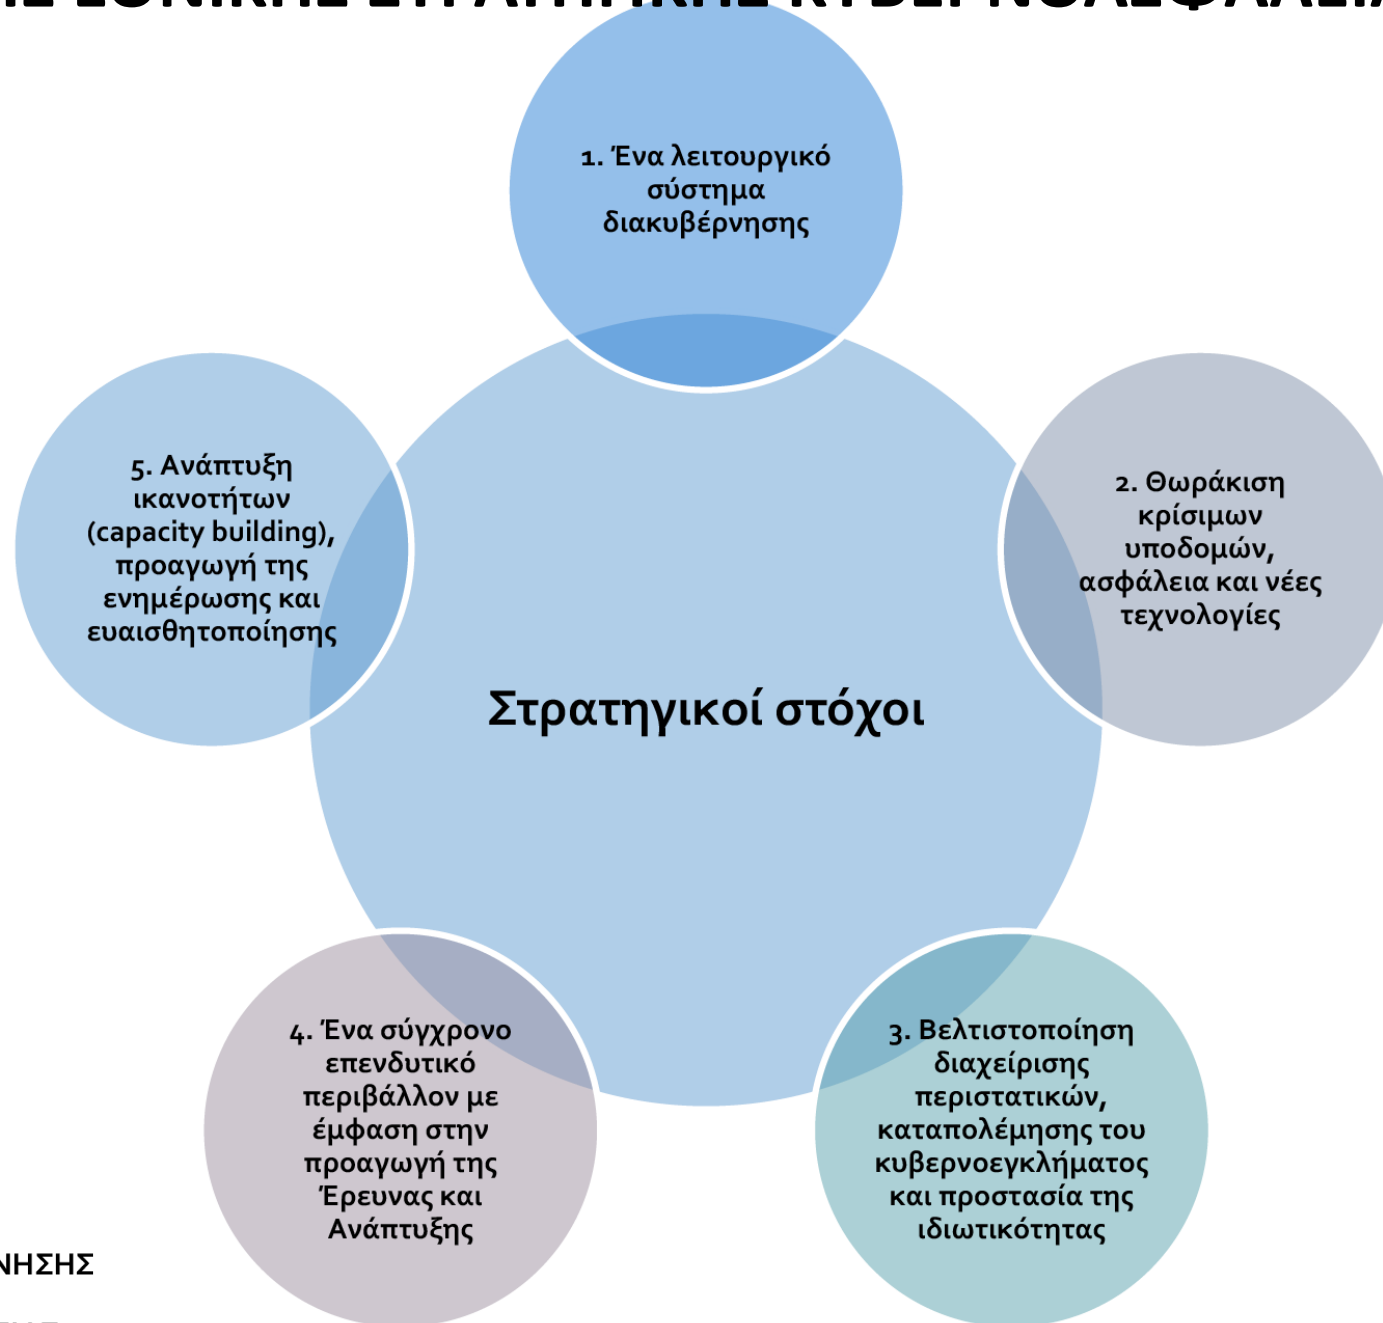 ΕΘΝΙΚΗΣ ΣΤΡΑΤΗΓΙΚΗΣ
1. Ένα λειτουργικό
σύστημα
διακυβέρνησης
2. Θωράκιση
κρίσιμων
υποδομών,
ασφάλεια και νέες
τεχνολογίες
3. Βελτιστοποίηση
διαχείρισης
περιστατικών,
καταπολέμησης του
κυβερνοεγκλήματος
και προστασία της
ιδιωτικότητας
4. Ένα σύγχρονο
επενδυτικό
περιβάλλον με
έμφαση στην
προαγωγή της
Έρευνας και
Ανάπτυξης
5. Ανάπτυξη
ικανοτήτων
(capacity building),
προαγωγή της
ενημέρωσης και
ευαισθητοποίησης
Στρατηγικοί στόχοι
ΝΗΣΗΣ